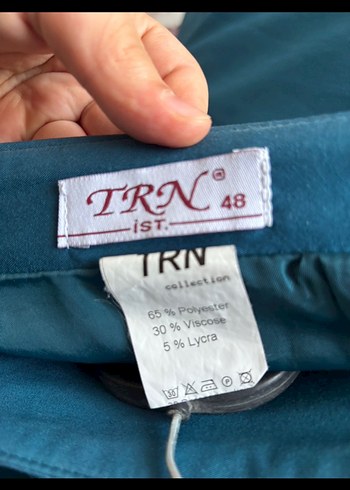 TRN® 48
İST.
TRN
collection
65 % Polyester
30 % Viscose
5 % Lycra